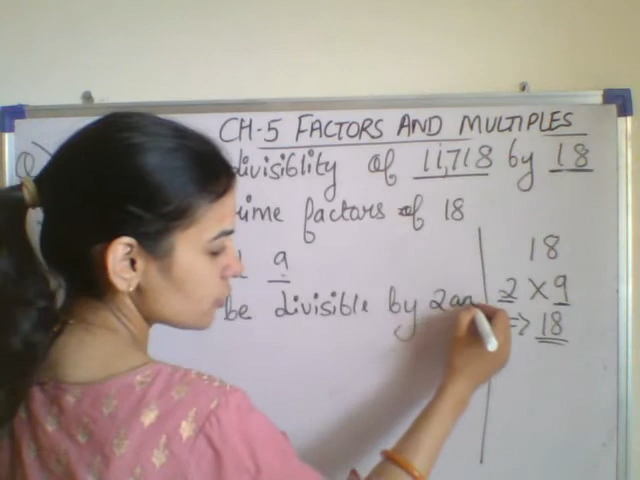 CH-5 FACTORS AND MULTIPLES
Q)
divisiblity of 11,718 by 18
ime factors of 18
9
be divisible by 2 an
18
2 × 9
=> 18